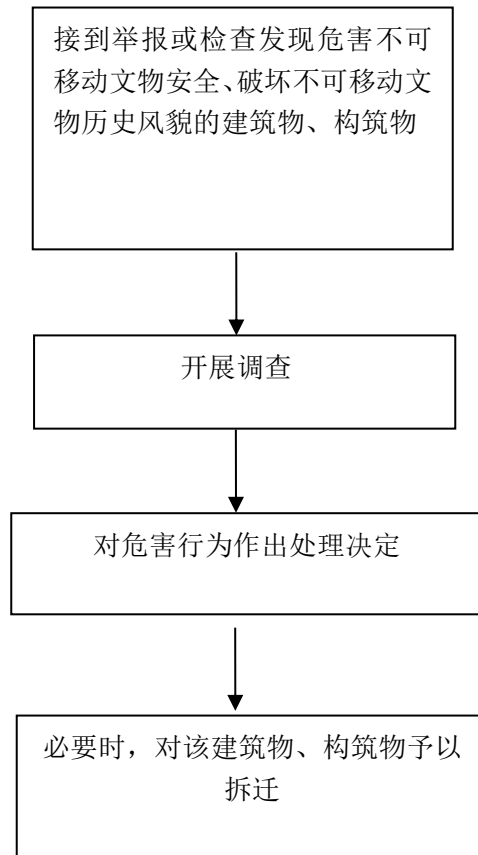 接到举报或检查发现危害不可
移动文物安全、破坏不可移动文
物历史风貌的建筑物、构筑物
开展调查
对危害行为作出处理决定
必要时，对该建筑物、构筑物予以
拆迁